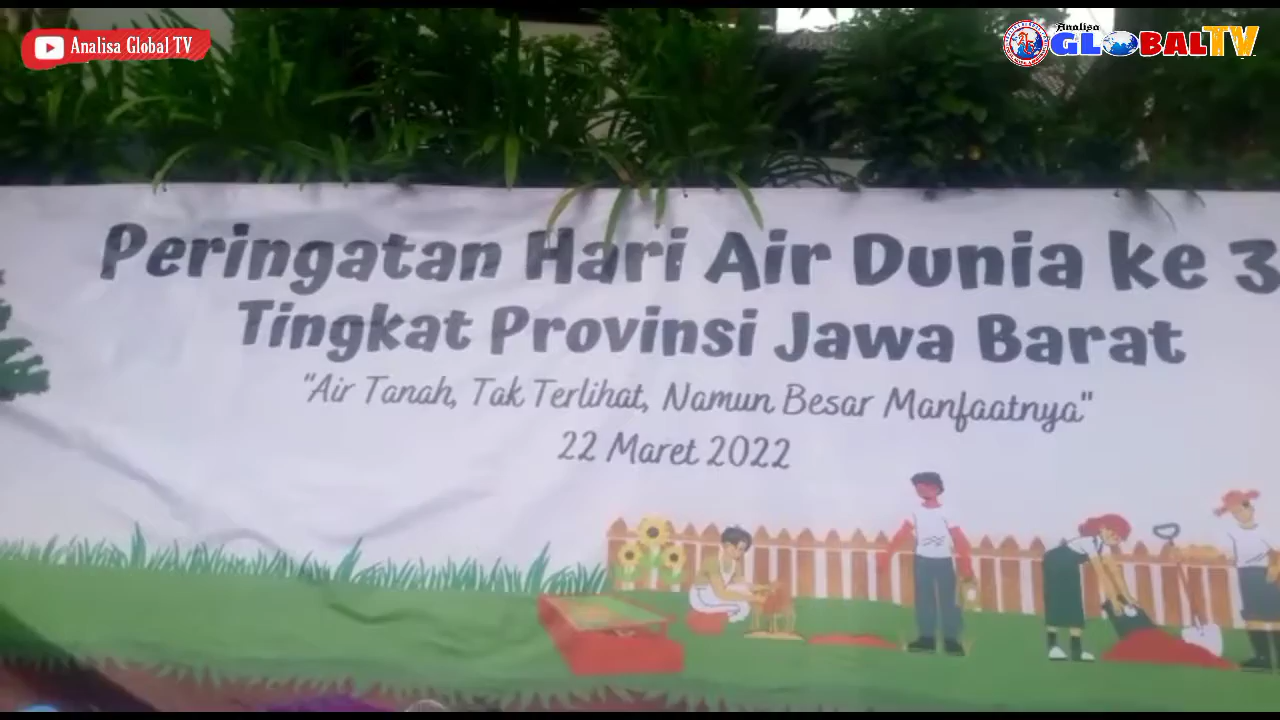 Analisa Global TV
Analisa
GLOBALTV
Peringatan Hari Air Dunia ke 3
Tingkat Provinsi Jawa Barat
"Air Tanah, Tak Terlihat, Namun Besar Manfaatnya"
22 Maret 2022